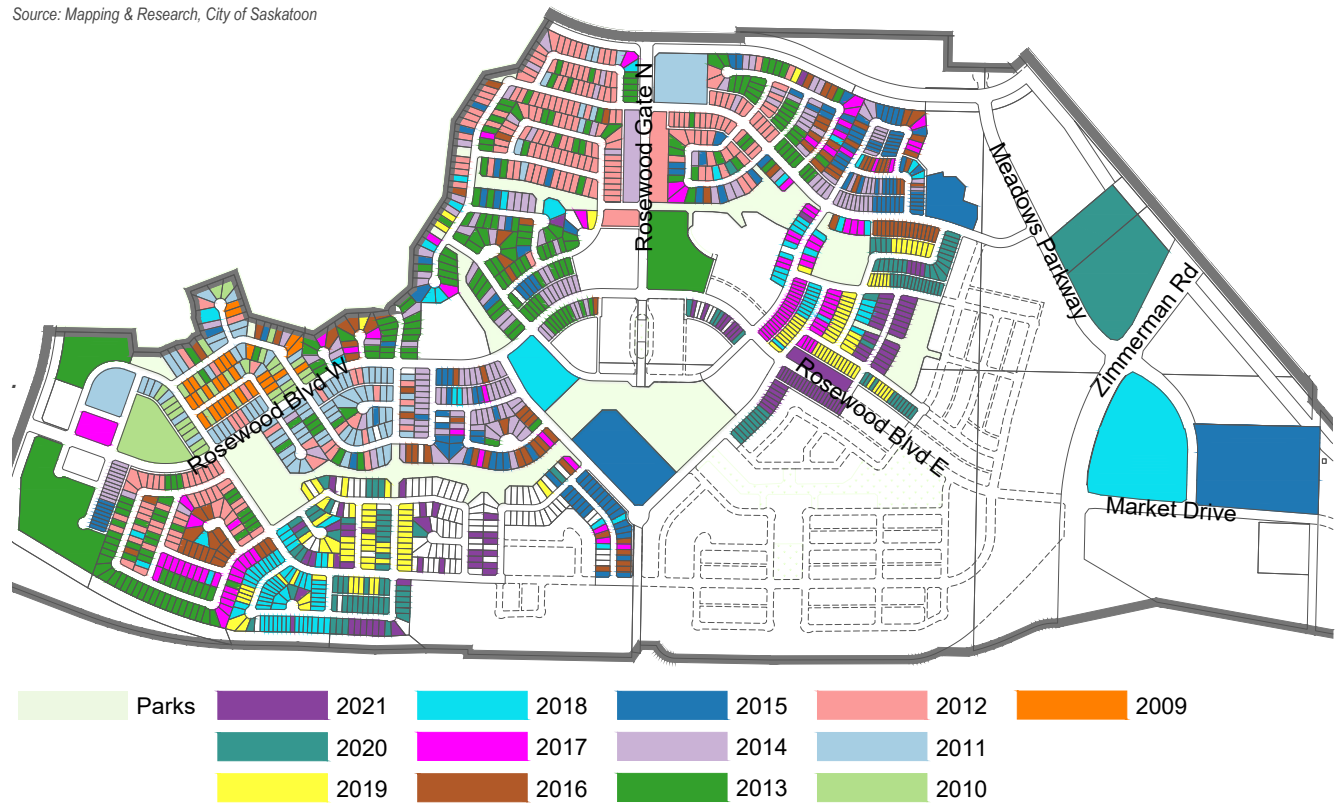 Source: Mapping & Research, City of Saskatoon
Rosewood Gate N
Meadows Parkway
Zimmerman Rd
Rosewood Blvd W
Rosewood Blvd E
Market Drive
Parks 2021 2018 2015 2012 2009
2020 2017 2014 2011
2019 2016 2013 2010